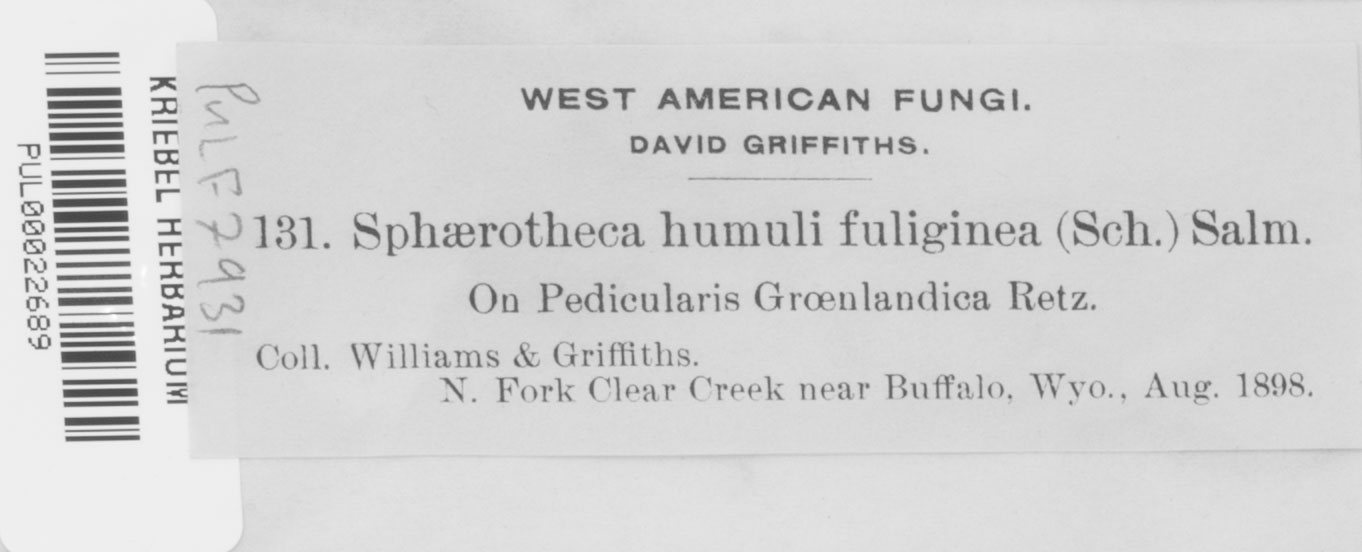 PUL00022689
KRIEBEL HERBARIUM
PuL F7931
WEST AMERICAN FUNGI.
DAVID GRIFFITHS.
131. Sphærotheca humuli fuliginea (Sch.) Salm.
On Pedicularis Grœnlandica Retz.
Coll. Williams & Griffiths.
N. Fork Clear Creek near Buffalo, Wyo., Aug. 1898.